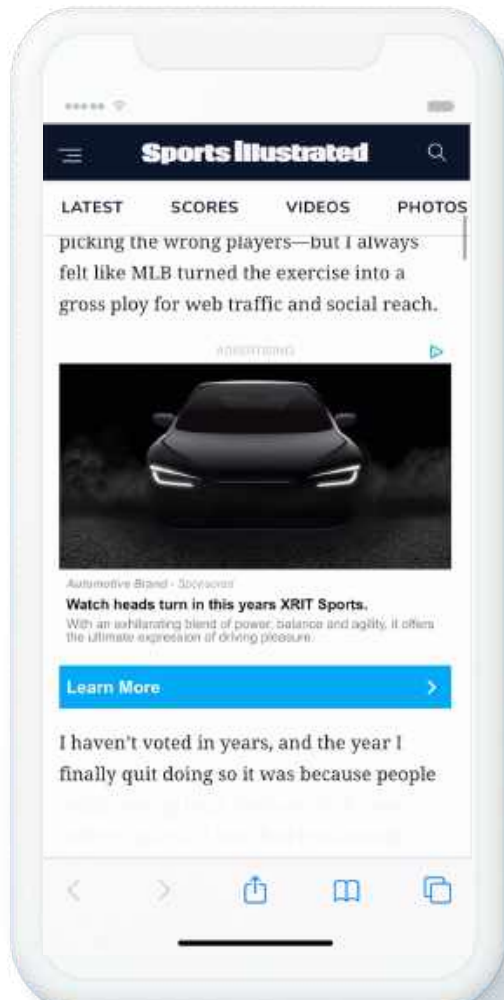 Sports Illustrated
LATEST SCORES VIDEOS PHOTOS
picking the wrong players—but I always
felt like MLB turned the exercise into a
gross ploy for web traffic and social reach.
ADVERTISING
Automotive Brand - Sponsored
Watch heads turn in this years XRIT Sports.
With an exhilarating blend of power, balance and agility, it offers
the ultimate expression of driving pleasure.
Learn More
I haven't voted in years, and the year I
finally quit doing so it was because people